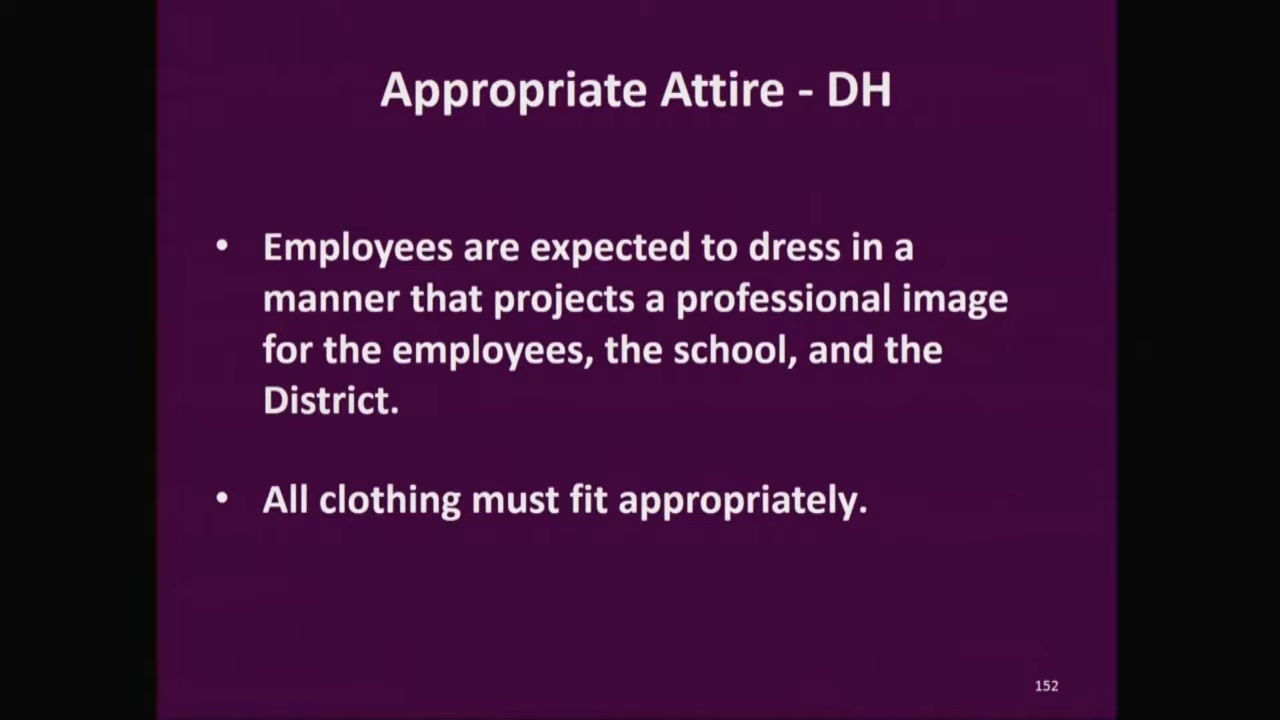 Appropriate Attire - DH
• Employees are expected to dress in a
manner that projects a professional image
for the employees, the school, and the
District.
• All clothing must fit appropriately.
152